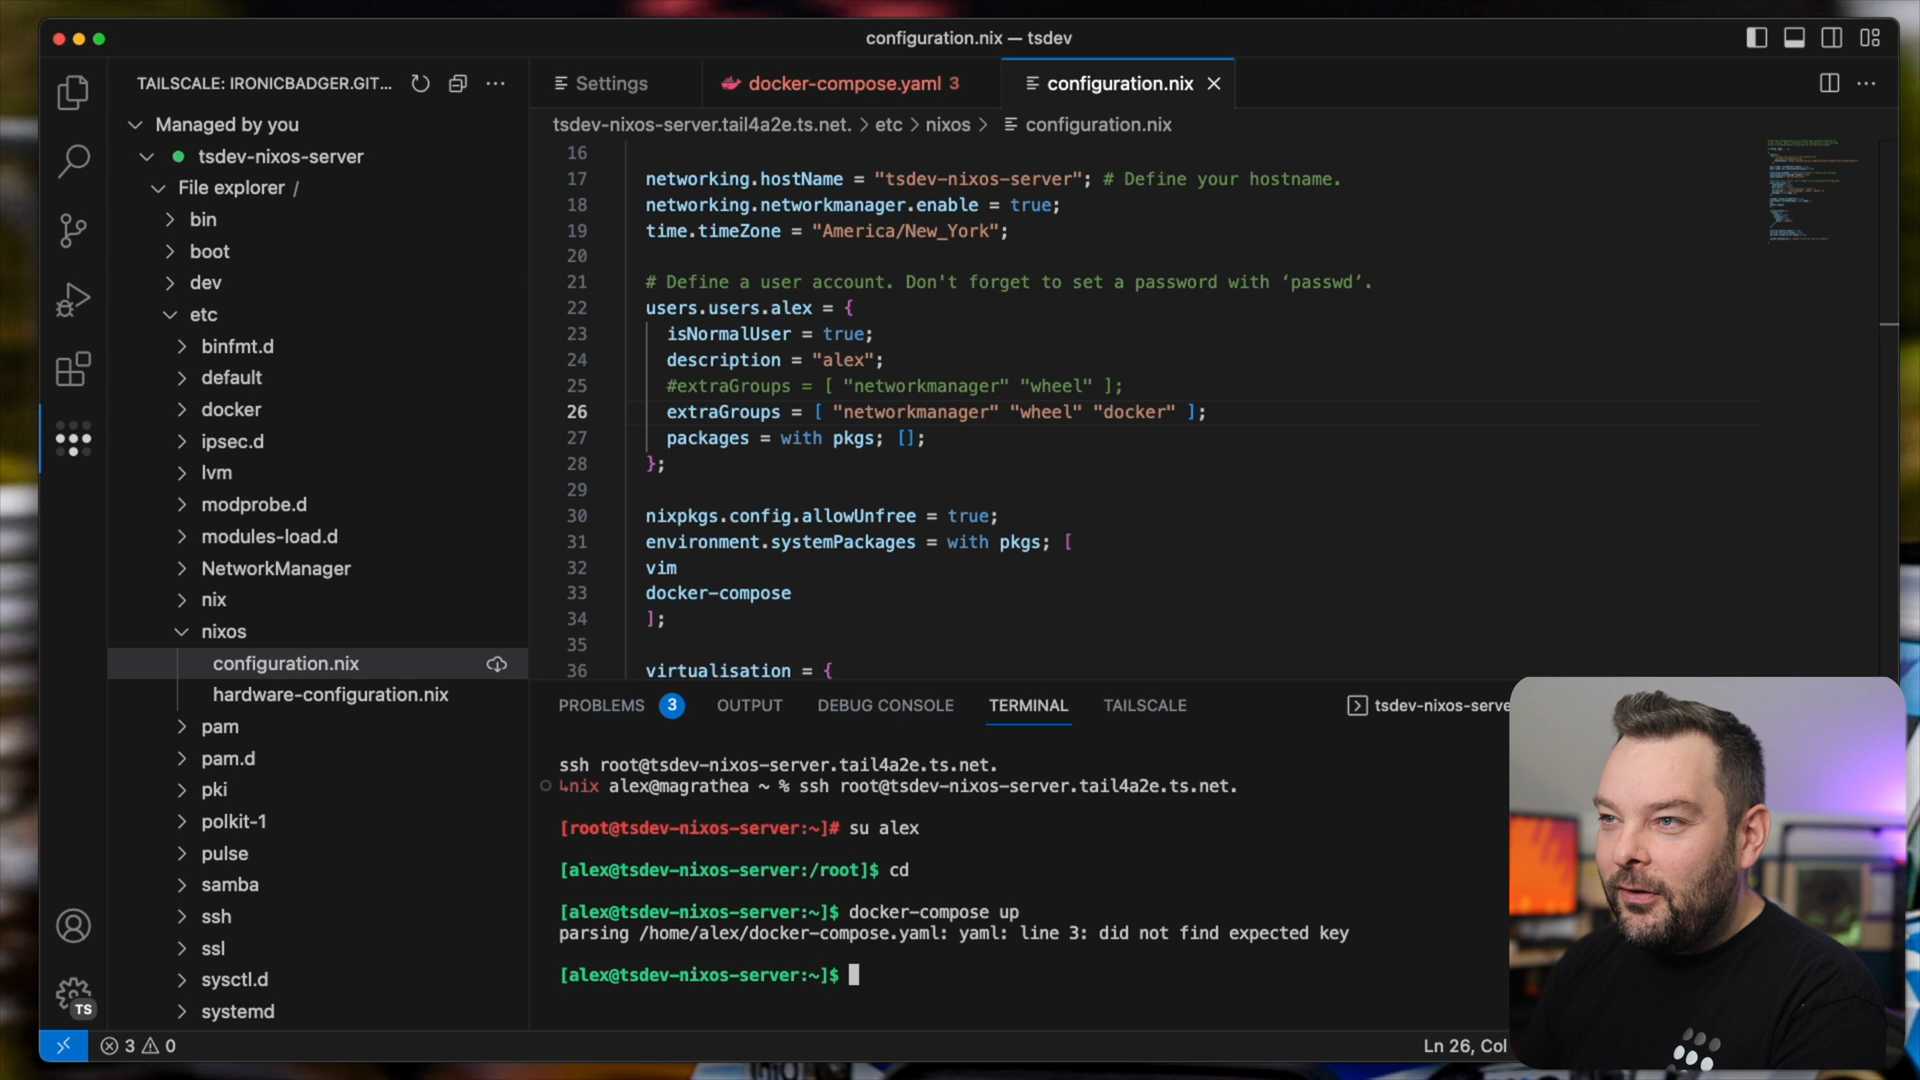 configuration.nix — tsdev
TAILSCALE: IRONICBADGER.GIT...
Settings
docker-compose.yaml 3
configuration.nix
Managed by you
tsdev-nixos-server
File explorer /
bin
boot
dev
etc
binfmt.d
default
docker
ipsec.d
lvm
modprobe.d
modules-load.d
NetworkManager
nix
nixos
configuration.nix
hardware-configuration.nix
pam
pam.d
pki
polkit-1
pulse
samba
ssh
ssl
sysctl.d
systemd
tsdev-nixos-server.tail4a2e.ts.net. > etc > nixos > configuration.nix
16
17 networking.hostName = "tsdev-nixos-server"; # Define your hostname.
18 networking.networkmanager.enable = true;
19 time.timeZone = "America/New_York";
20
21 # Define a user account. Don't forget to set a password with ‘passwd’.
22 users.users.alex = {
23 isNormalUser = true;
24 description = "alex";
25 #extraGroups = [ "networkmanager" "wheel" ];
26 extraGroups = [ "networkmanager" "wheel" "docker" ];
27 packages = with pkgs; [];
28 };
29
30 nixpkgs.config.allowUnfree = true;
31 environment.systemPackages = with pkgs; [
32 vim
33 docker-compose
34 ];
35
36 virtualisation = {
PROBLEMS 3 OUTPUT DEBUG CONSOLE TERMINAL TAILSCALE
tsdev-nixos-serve
ssh root@tsdev-nixos-server.tail4a2e.ts.net.
↳nix alex@magrathea ~ % ssh root@tsdev-nixos-server.tail4a2e.ts.net.
[root@tsdev-nixos-server:~]# su alex
[alex@tsdev-nixos-server:/root]$ cd
[alex@tsdev-nixos-server:~]$ docker-compose up
parsing /home/alex/docker-compose.yaml: yaml: line 3: did not find expected key
[alex@tsdev-nixos-server:~]$
TS
3 0
Ln 26, Col